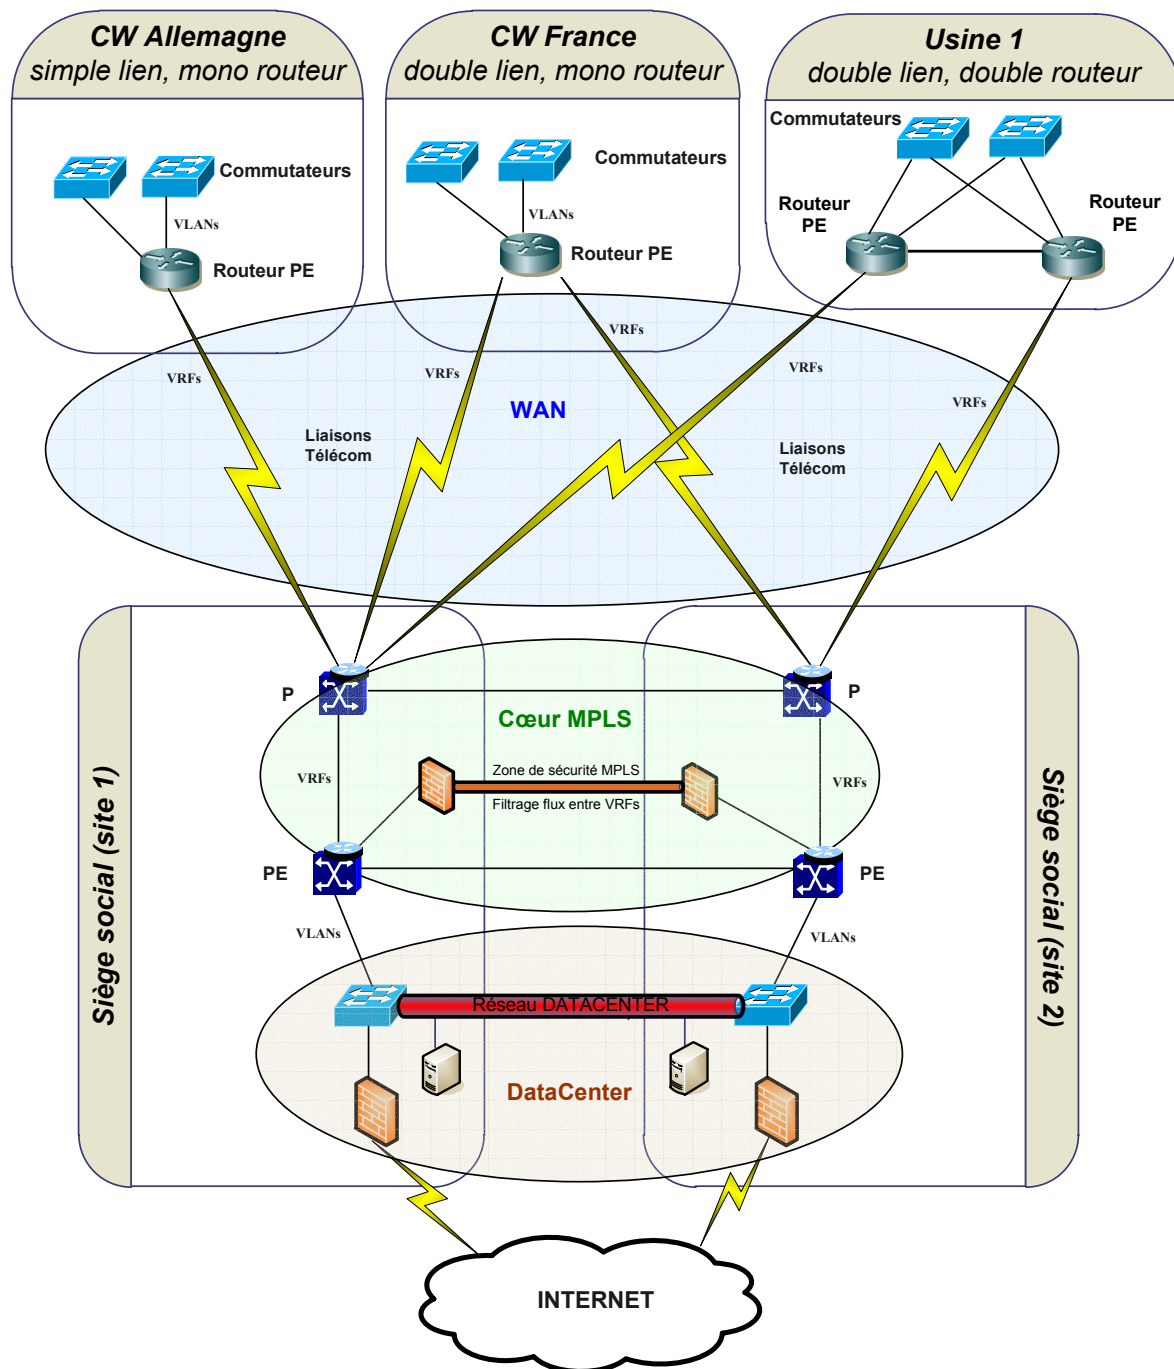 CW Allemagne
simple lien, mono routeur
CW France
double lien, mono routeur
Usine 1
double lien, double routeur
Commutateurs
VLANs
Routeur PE
Commutateurs
VLANs
Routeur PE
Commutateurs
Routeur
PE
Routeur
PE
VRFs
VRFs
VRFs
VRFs
VRFs
WAN
Liaisons
Télécom
Liaisons
Télécom
P
P
Cœur MPLS
Zone de sécurité MPLS
Filtrage flux entre VRFs
VRFs
VRFs
PE
PE
VLANs
VLANs
Siège social (site 1)
Siège social (site 2)
Réseau DATACENTER
DataCenter
INTERNET